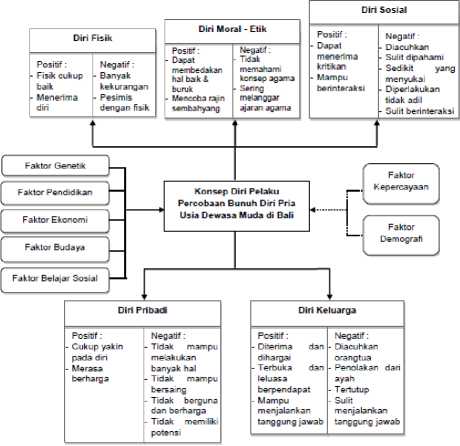 Diri Fisik
Positif :
- Fisik cukup
baik
- Menerima
diri
Negatif :
- Banyak
kekurangan
- Pesimis
dengan fisik
Diri Moral - Etik
Positif :
- Dapat
membedakan
hal baik &
buruk
- Mencoba rajin
sembahyang
Negatif :
- Tidak
memahami
konsep agama
- Sering
melanggar
ajaran agama
Diri Sosial
Positif :
- Dapat
menerima
kritikan
- Mampu
berinteraksi
Negatif :
- Diacuhkan
- Sulit dipahami
- Sedikit yang
menyukai
- Diperlakukan
tidak adil
- Sulit berinteraksi
Faktor Genetik
Faktor Pendidikan
Faktor Ekonomi
Faktor Budaya
Faktor Belajar Sosial
Konsep Diri Pelaku
Percobaan Bunuh Diri Pria
Usia Dewasa Muda di Bali
Faktor
Kepercayaan
Faktor
Demografi
Diri Pribadi
Positif :
- Cukup yakin
pada diri
- Merasa
berharga
Negatif :
- Tidak mampu
melakukan
banyak hal
- Tidak mampu
bersaing
- Tidak berguna
dan berharga
- Tidak memiliki
potensi
Diri Keluarga
Positif :
- Diterima dan
dihargai
- Terbuka dan
leluasa
berpendapat
- Mampu
menjalankan
tanggung jawab
Negatif :
- Diacuhkan
orangtua
- Penolakan dari
ayah
- Tertutup
- Sulit
menjalankan
tanggung jawab